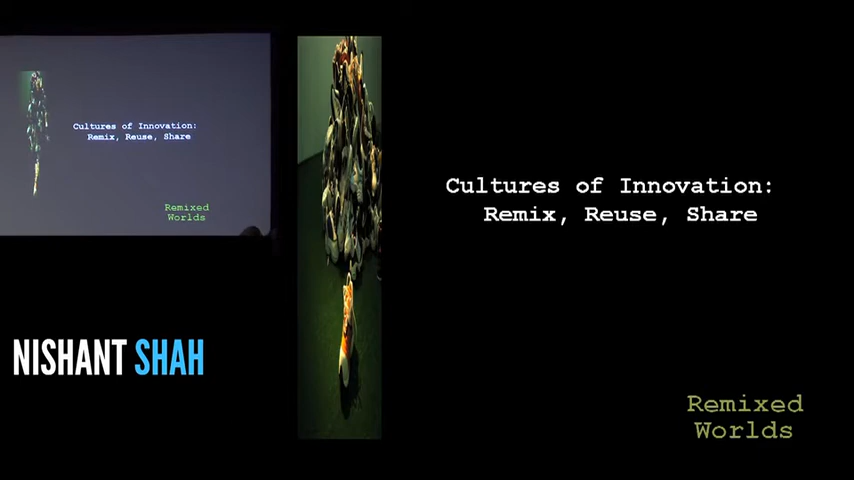 Cultures of Innovation:
Remix, Reuse, Share
Remixed
Worlds
NISHANT SHAH
Cultures of Innovation:
Remix, Reuse, Share
Remixed
Worlds